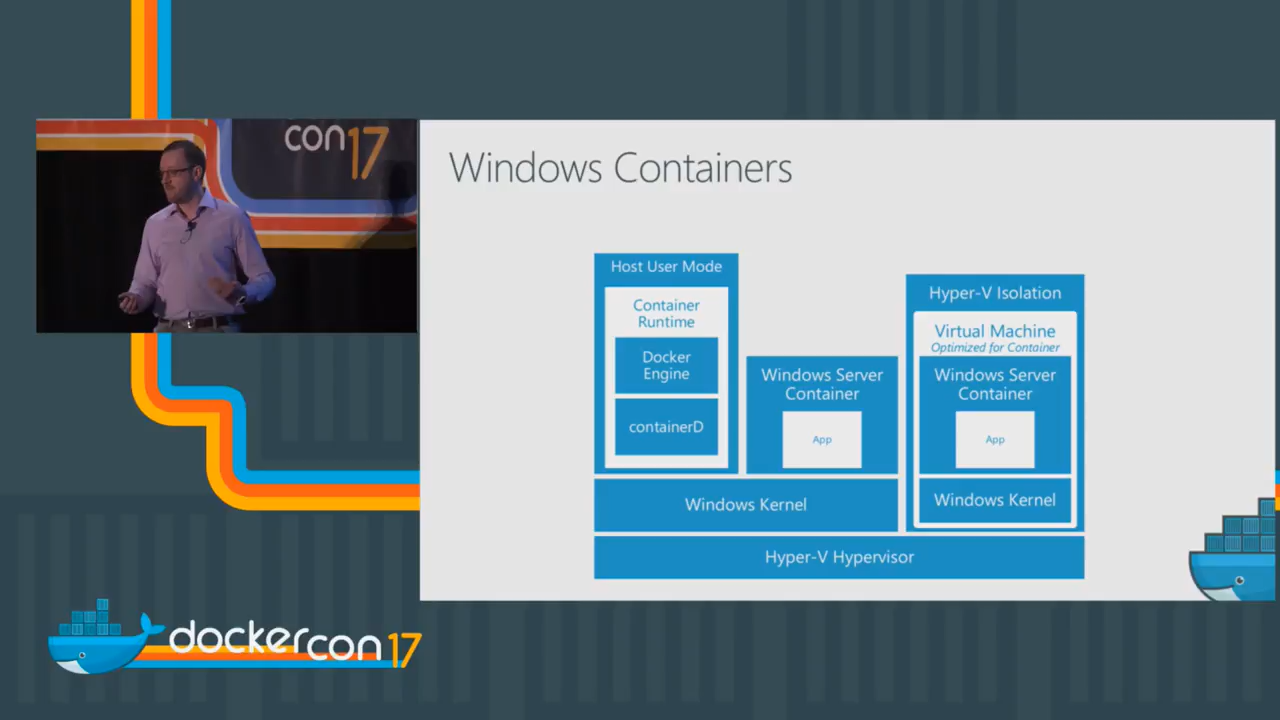 con17
Windows Containers
Host User Mode
Container
Runtime
Docker
Engine
containerD
Windows Server
Container
App
Hyper-V Isolation
Virtual Machine
Optimized for Container
Windows Server
Container
App
Windows Kernel
Windows Kernel
Hyper-V Hypervisor
dockercon17